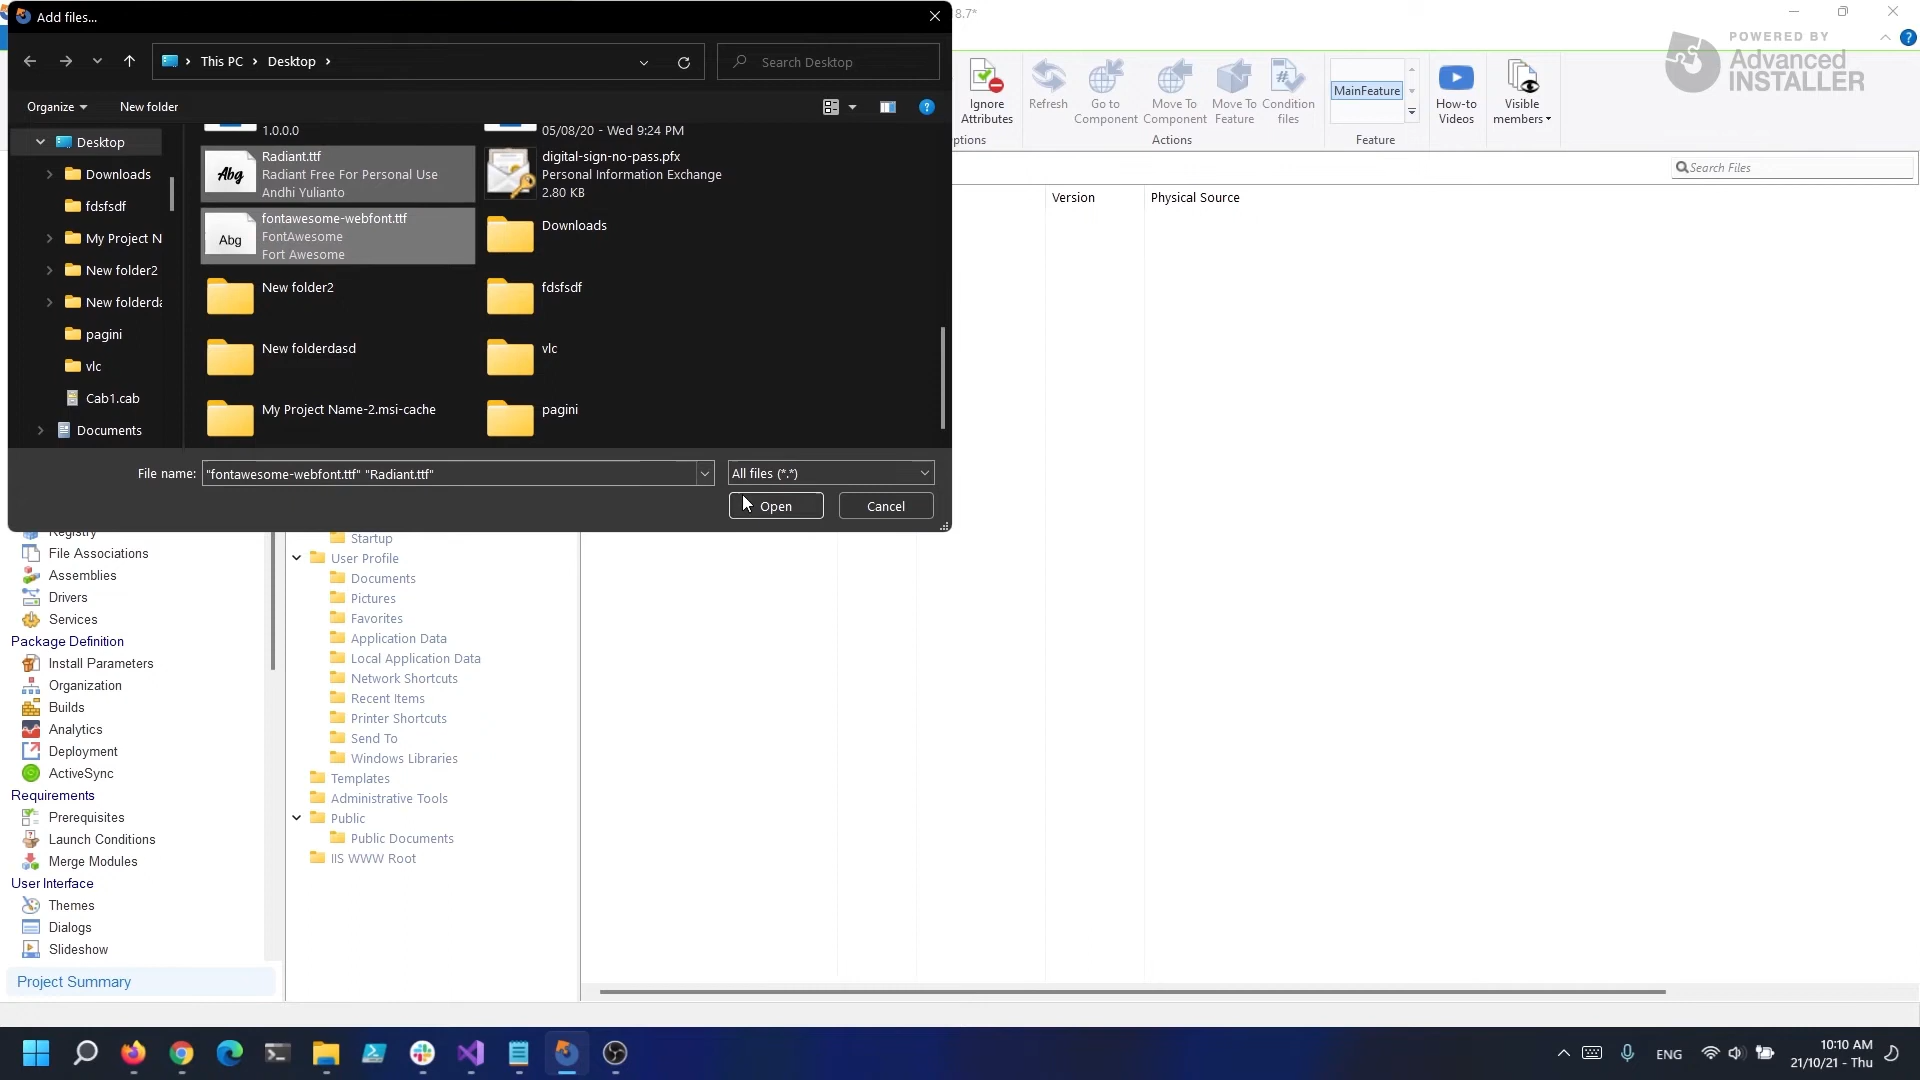 Add files...
8.7*
This PC
Desktop
Search Desktop
Organize
New folder
Desktop
Downloads
fdsfsdf
My Project N
New folder2
New folderda
pagini
vlc
Cab1.cab
Documents
1.0.0.0
05/08/20 - Wed 9:24 PM
Radiant.ttf
Radiant Free For Personal Use
Andhi Yulianto
Abg
digital-sign-no-pass.pfx
Personal Information Exchange
2.80 KB
fontawesome-webfont.ttf
FontAwesome
Fort Awesome
Abg
Downloads
New folder2
fdsfsdf
New folderdasd
vlc
My Project Name-2.msi-cache
pagini
File name:
"fontawesome-webfont.ttf" "Radiant.ttf"
All files (*.*)
Open
Cancel
Ignore Attributes
Refresh
Go to Component
Move To Component
Move To Feature
Condition files
MainFeature
How-to Videos
Visible members
ptions
Actions
Feature
POWERED BY
Advanced
INSTALLER
Search Files
Version
Physical Source
Registry
File Associations
Assemblies
Drivers
Services
Package Definition
Install Parameters
Organization
Builds
Analytics
Deployment
ActiveSync
Requirements
Prerequisites
Launch Conditions
Merge Modules
User Interface
Themes
Dialogs
Slideshow
Project Summary
Startup
User Profile
Documents
Pictures
Favorites
Application Data
Local Application Data
Network Shortcuts
Recent Items
Printer Shortcuts
Send To
Windows Libraries
Templates
Administrative Tools
Public
Public Documents
IIS WWW Root
ENG
10:10 AM
21/10/21 - Thu